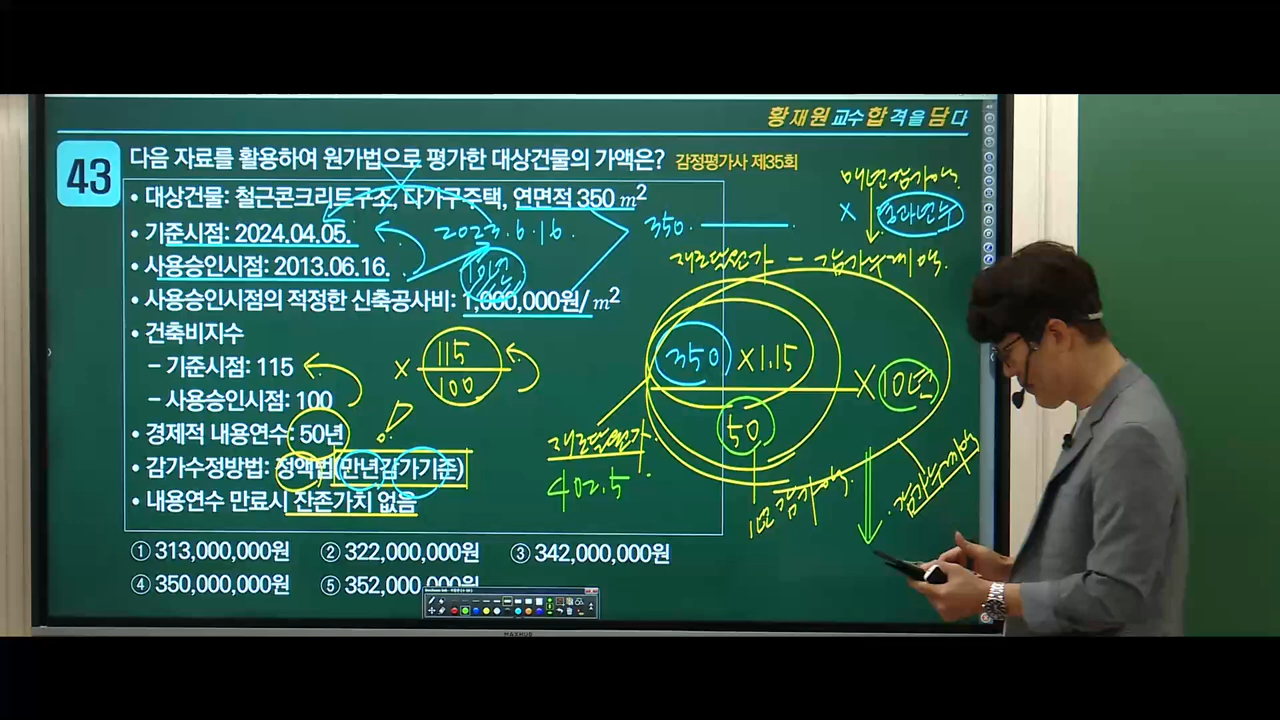 황재원 교수 합격을 담다
43
다음 자료를 활용하여 원가법으로 평가한 대상건물의 가액은? 감정평가사 제35회
• 대상건물: 철근콘크리트구조, 다가구주택, 연면적 350 m²
• 기준시점: 2024.04.05.
2023.6.16.
• 사용승인시점: 2013.06.16.
10년
• 사용승인시점의 적정한 신축공사비: 1,000,000원/m²
• 건축비지수
– 기준시점: 115
– 사용승인시점: 100
× 115
100
• 경제적 내용연수: 50년
• 감가수정방법: 정액법(만년감가기준)
• 내용연수 만료시 잔존가치 없음
350
매년감가액
× 경과연수
재조달원가 – 감가누계액
350 × 1.15
50
× 10년
재조달원가
402.5
1년 감가액
감가누계액
① 313,000,000원 ② 322,000,000원 ③ 342,000,000원
④ 350,000,000원 ⑤ 352,000,000원
MAXHUB